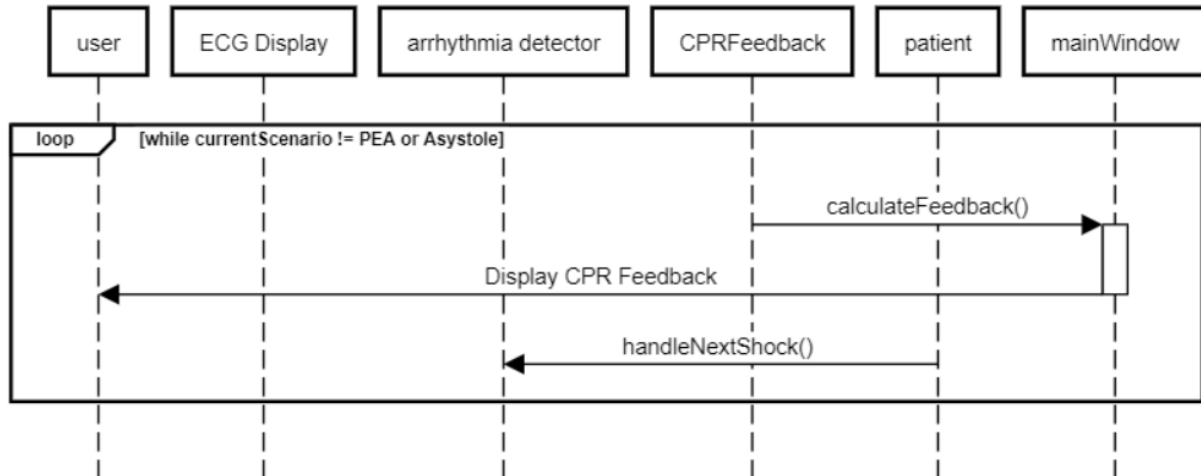 user
ECG Display
arrhythmia detector
CPRFeedback
patient
mainWindow
loop
[while currentScenario != PEA or Asystole]
calculateFeedback()
Display CPR Feedback
handleNextShock()